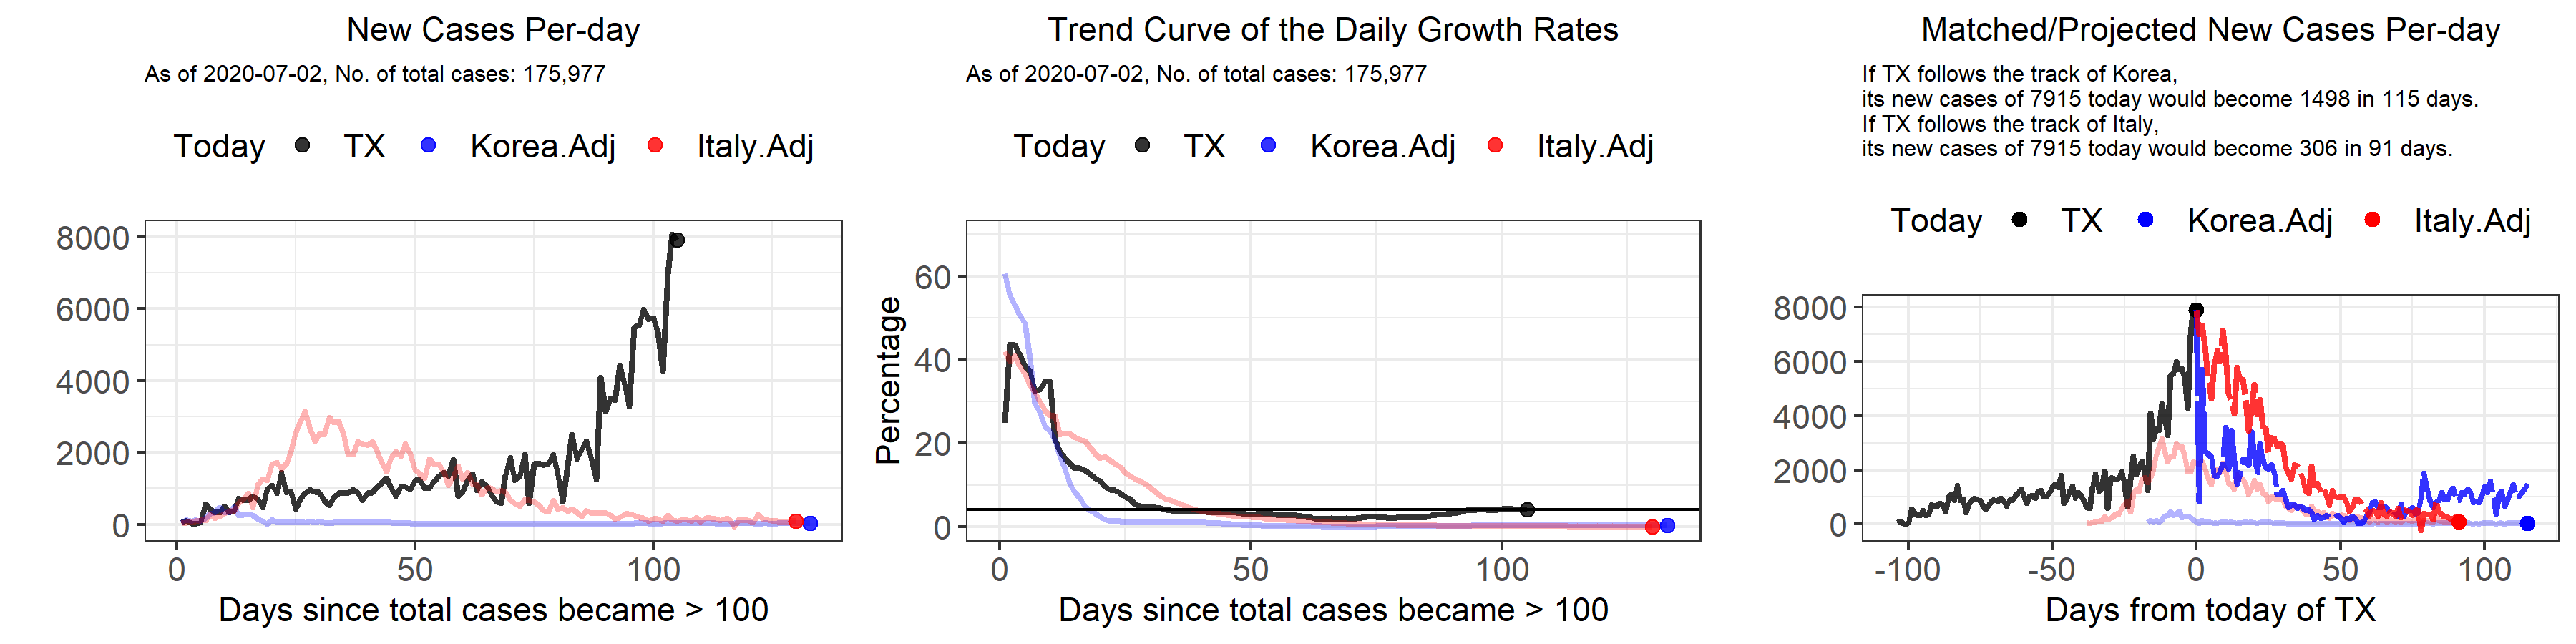 New Cases Per-day
As of 2020-07-02, No. of total cases: 175,977
Today TX Korea.Adj Italy.Adj
8000
6000
4000
2000
0
0 50 100
Days since total cases became > 100
Trend Curve of the Daily Growth Rates
As of 2020-07-02, No. of total cases: 175,977
Today TX Korea.Adj Italy.Adj
Percentage
60
40
20
0
0 50 100
Days since total cases became > 100
Matched/Projected New Cases Per-day
If TX follows the track of Korea,
its new cases of 7915 today would become 1498 in 115 days.
If TX follows the track of Italy,
its new cases of 7915 today would become 306 in 91 days.
Today TX Korea.Adj Italy.Adj
8000
6000
4000
2000
0
-100 -50 0 50 100
Days from today of TX